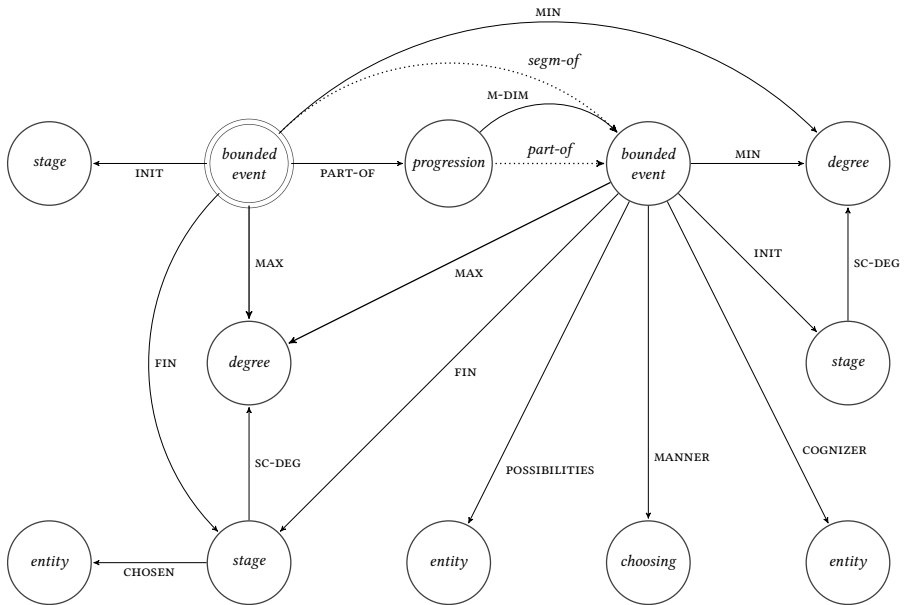 MIN
segm-of
M-DIM
stage
INIT
bounded
event
PART-OF
progression
part-of
bounded
event
MIN
degree
MAX
MAX
INIT
SC-DEG
FIN
degree
FIN
stage
SC-DEG
POSSIBILITIES
MANNER
COGNIZER
entity
CHOSEN
stage
entity
choosing
entity